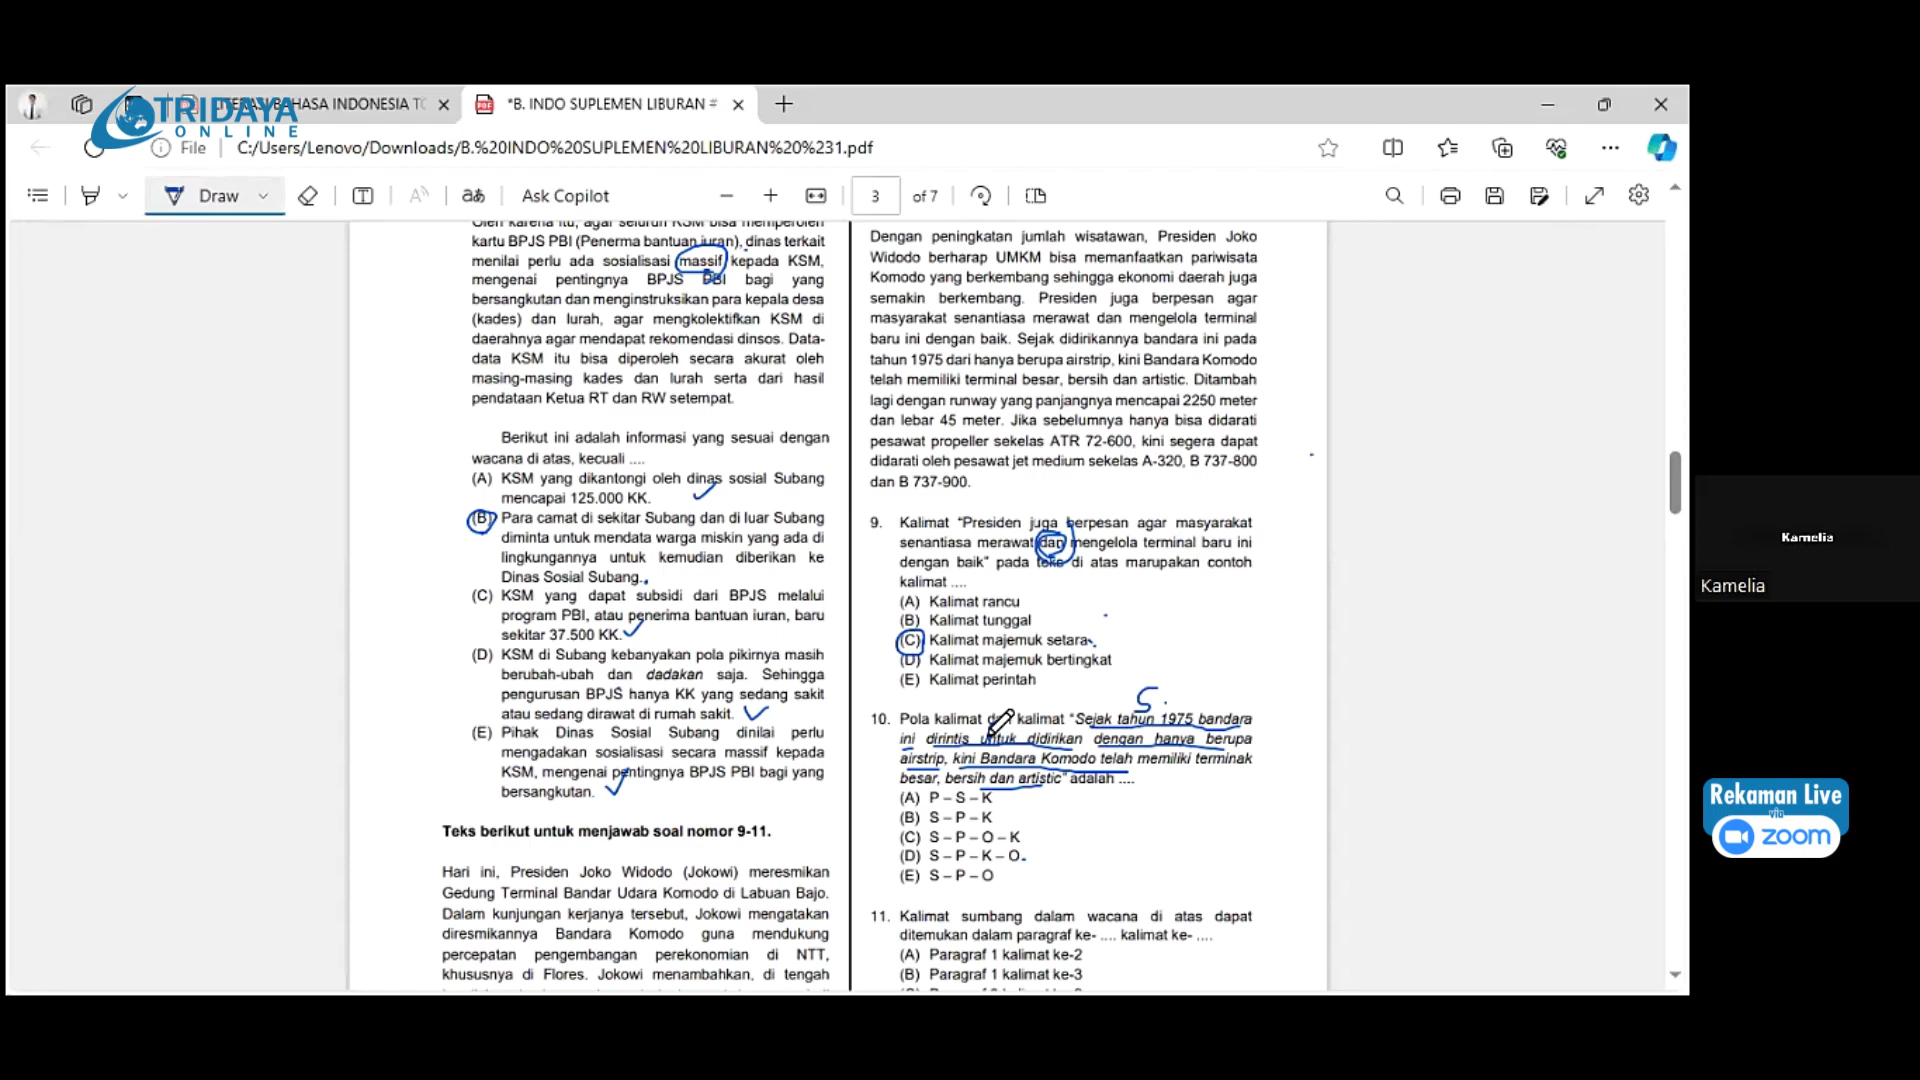 TRIDAYA
ONLINE
BAHASA INDONESIA
*B. INDO SUPLEMEN LIBURAN #
File
C:/Users/Lenovo/Downloads/B.%20INDO%20SUPLEMEN%20LIBURAN%20%231.pdf
Draw
Ask Copilot
3 of 7
Oleh karena itu, agar seluruh KSM bisa memperoleh
kartu BPJS PBI (Penerma bantuan iuran), dinas terkait
menilai perlu ada sosialisasi massif kepada KSM,
mengenai pentingnya BPJS PBI bagi yang
bersangkutan dan menginstruksikan para kepala desa
(kades) dan lurah, agar mengkolektifkan KSM di
daerahnya agar mendapat rekomendasi dinsos. Data-
data KSM itu bisa diperoleh secara akurat oleh
masing-masing kades dan lurah serta dari hasil
pendataan Ketua RT dan RW setempat.
Berikut ini adalah informasi yang sesuai dengan
wacana di atas, kecuali ....
(A) KSM yang dikantongi oleh dinas sosial Subang
mencapai 125.000 KK.
(B) Para camat di sekitar Subang dan di luar Subang
diminta untuk mendata warga miskin yang ada di
lingkungannya untuk kemudian diberikan ke
Dinas Sosial Subang.
(C) KSM yang dapat subsidi dari BPJS melalui
program PBI, atau penerima bantuan iuran, baru
sekitar 37.500 KK.
(D) KSM di Subang kebanyakan pola pikirnya masih
berubah-ubah dan dadakan saja. Sehingga
pengurusan BPJS hanya KK yang sedang sakit
atau sedang dirawat di rumah sakit.
(E) Pihak Dinas Sosial Subang dinilai perlu
mengadakan sosialisasi secara massif kepada
KSM, mengenai pentingnya BPJS PBI bagi yang
bersangkutan.
Teks berikut untuk menjawab soal nomor 9-11.
Hari ini, Presiden Joko Widodo (Jokowi) meresmikan
Gedung Terminal Bandar Udara Komodo di Labuan Bajo.
Dalam kunjungan kerjanya tersebut, Jokowi mengatakan
diresmikannya Bandara Komodo guna mendukung
percepatan pengembangan perekonomian di NTT,
khususnya di Flores. Jokowi menambahkan, di tengah
Dengan peningkatan jumlah wisatawan, Presiden Joko
Widodo berharap UMKM bisa memanfaatkan pariwisata
Komodo yang berkembang sehingga ekonomi daerah juga
semakin berkembang. Presiden juga berpesan agar
masyarakat senantiasa merawat dan mengelola terminal
baru ini dengan baik. Sejak didirikannya bandara ini pada
tahun 1975 dari hanya berupa airstrip, kini Bandara Komodo
telah memiliki terminal besar, bersih dan artistic. Ditambah
lagi dengan runway yang panjangnya mencapai 2250 meter
dan lebar 45 meter. Jika sebelumnya hanya bisa didarati
pesawat propeller sekelas ATR 72-600, kini segera dapat
didarati oleh pesawat jet medium sekelas A-320, B 737-800
dan B 737-900.
9. Kalimat “Presiden juga berpesan agar masyarakat
senantiasa merawat dan mengelola terminal baru ini
dengan baik” pada teks di atas marupakan contoh
kalimat ....
(A) Kalimat rancu
(B) Kalimat tunggal
(C) Kalimat majemuk setara
(D) Kalimat majemuk bertingkat
(E) Kalimat perintah
S
10. Pola kalimat kalimat “Sejak tahun 1975 bandara
ini dirintis untuk didirikan dengan hanya berupa
airstrip, kini Bandara Komodo telah memiliki terminak
besar, bersih dan artistic” adalah ....
(A) P – S – K
(B) S – P – K
(C) S – P – O – K
(D) S – P – K – O
(E) S – P – O
11. Kalimat sumbang dalam wacana di atas dapat
ditemukan dalam paragraf ke- .... kalimat ke- ....
(A) Paragraf 1 kalimat ke-2
(B) Paragraf 1 kalimat ke-3
Kamelia
Kamelia
Rekaman Live
via
zoom